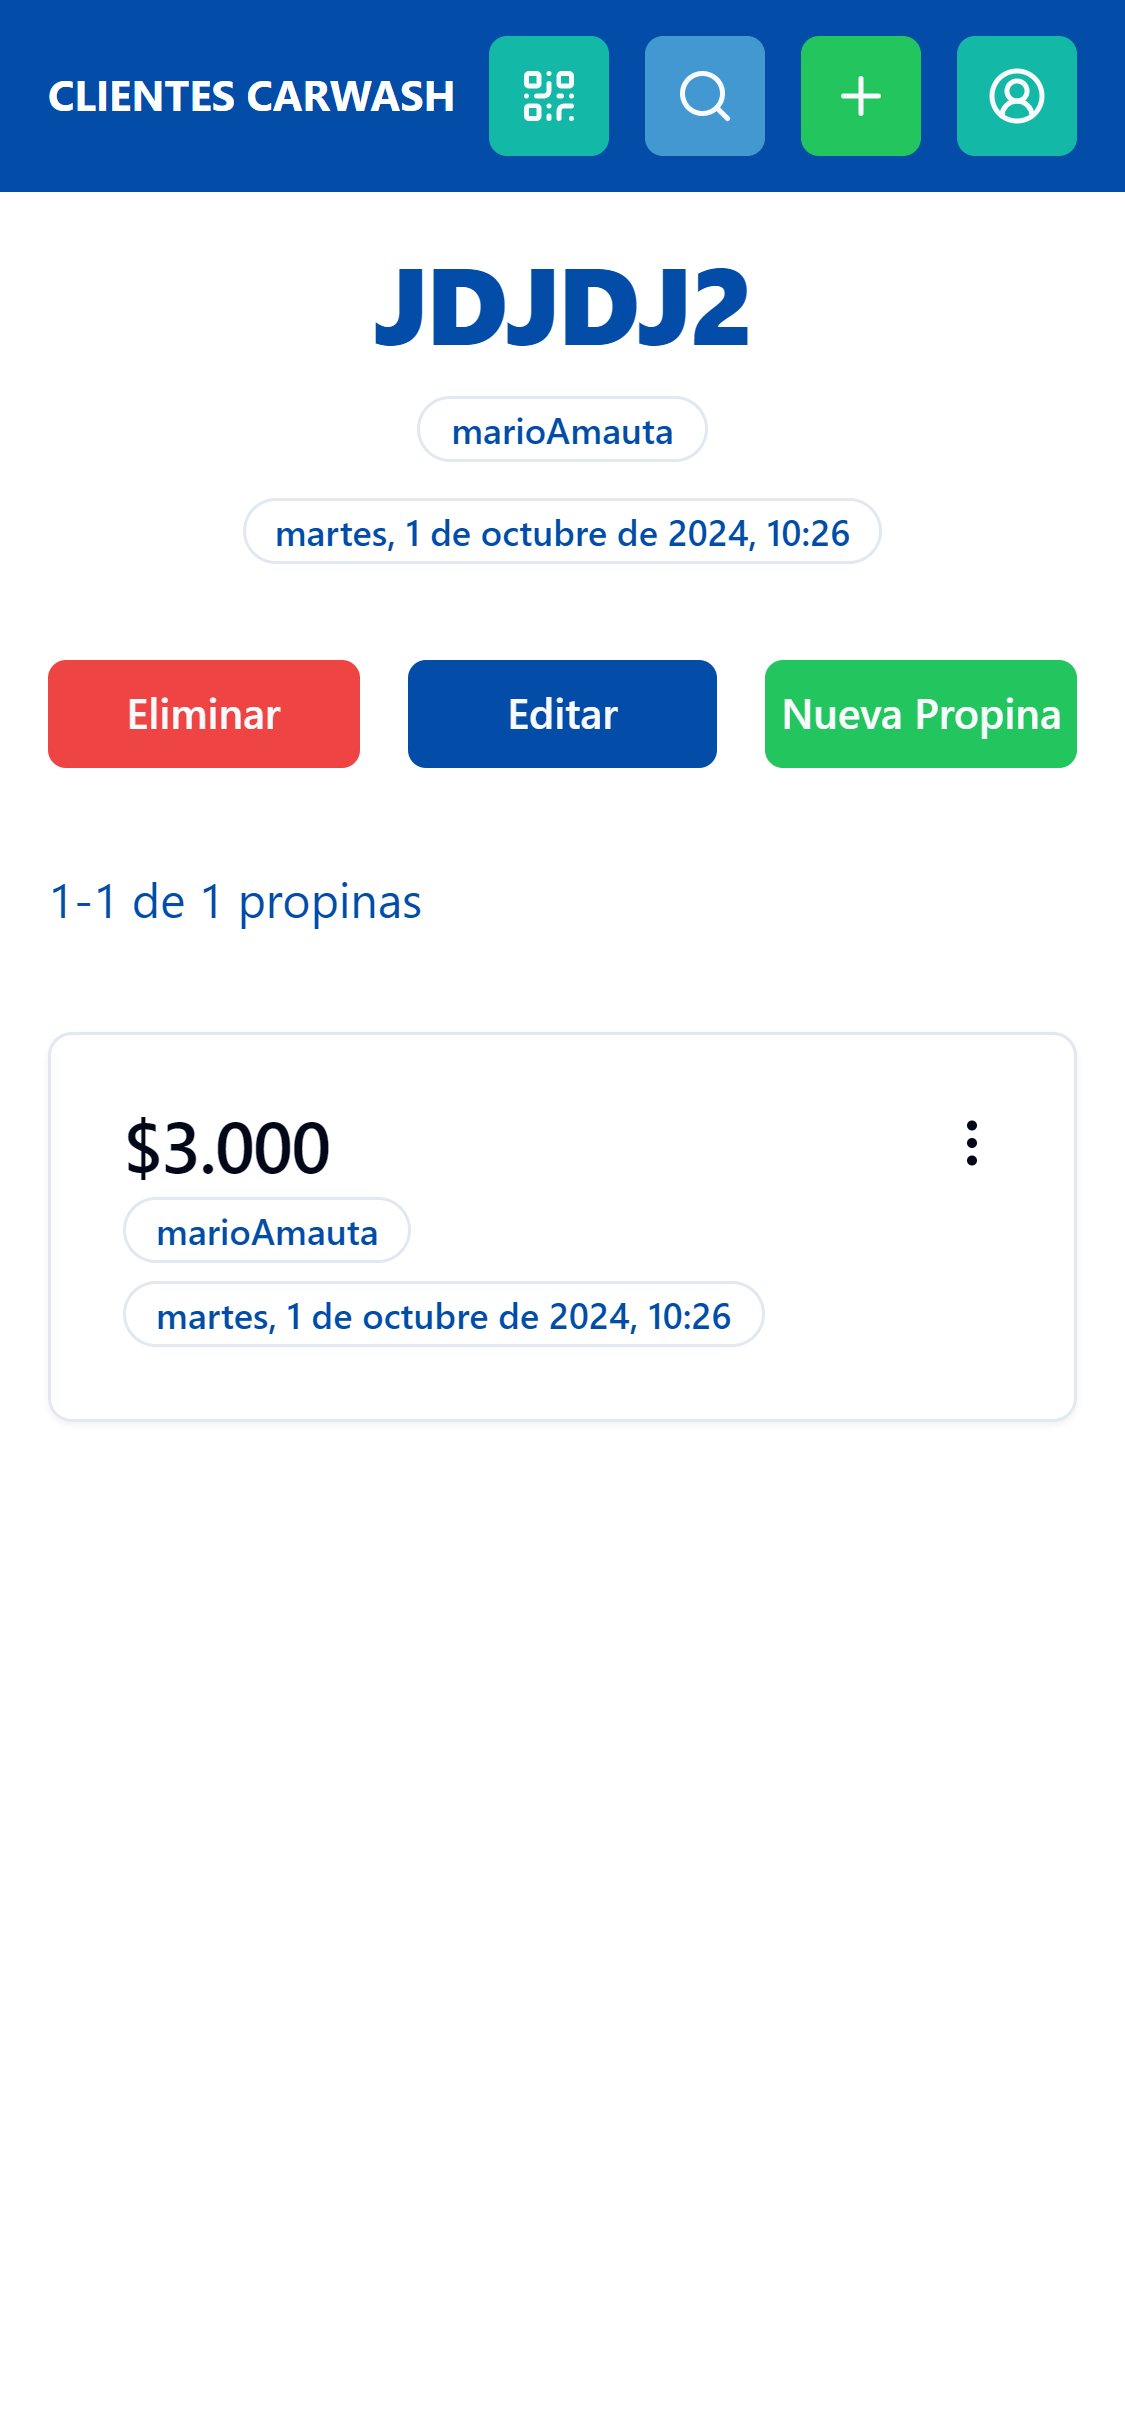 CLIENTES CARWASH
JDJDJ2
marioAmauta
martes, 1 de octubre de 2024, 10:26
Eliminar
Editar
Nueva Propina
1-1 de 1 propinas
$3.000
marioAmauta
martes, 1 de octubre de 2024, 10:26